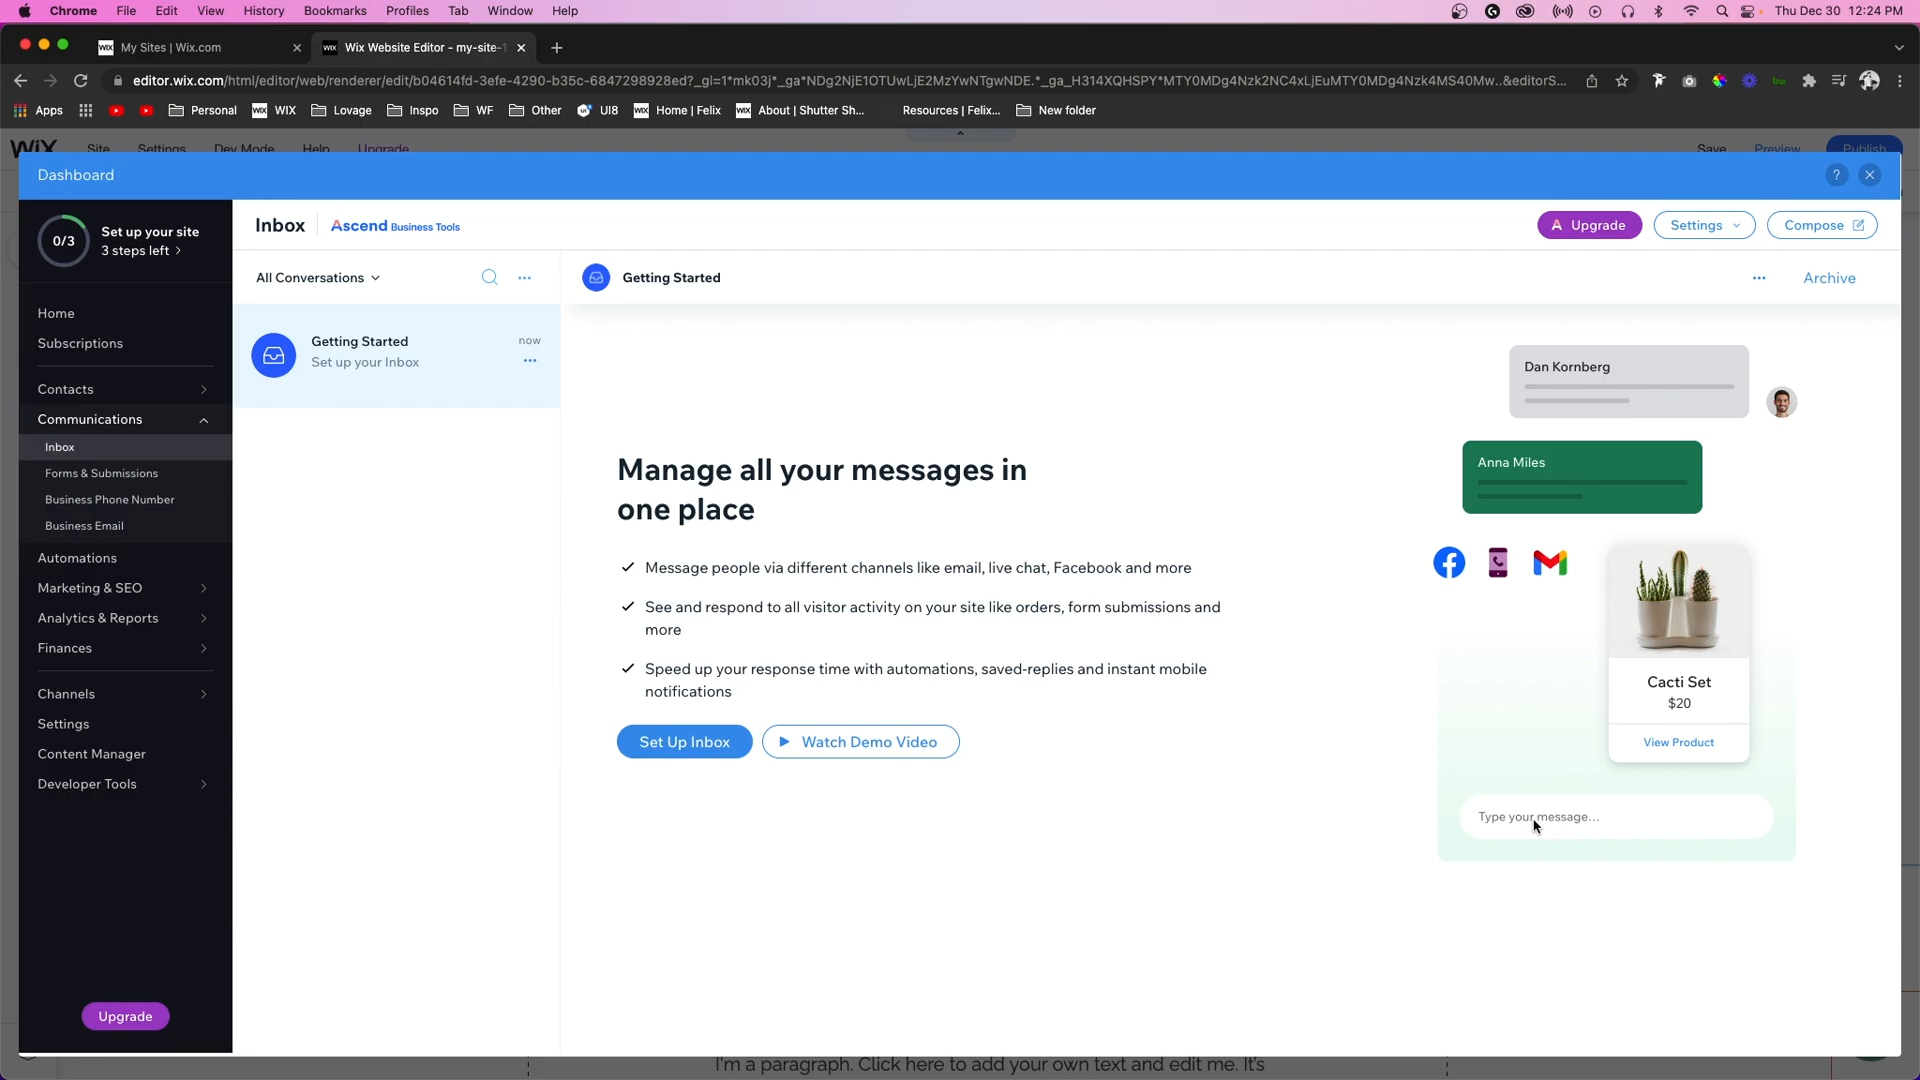 Chrome File Edit View History Bookmarks Profiles Tab Window Help Thu Dec 30 12:24 PM
WIX My Sites | Wix.com WIX Wix Website Editor - my-site-1
editor.wix.com/html/editor/web/renderer/edit/b04614fd-3efe-4290-b35c-6847298928ed?_gl=1*mk03j*_ga*NDg2NjE1OTUwLjE2MzYwNTgwNDE.*_ga_H314XQHSPY*MTY0MDg4Nzk2NC4xLjEuMTY0MDg4Nzk4MS40Mw..&editorS...
Apps Personal WIX WIX Lovage Inspo WF Other UI8 WIX Home | Felix WIX About | Shutter Sh... Resources | Felix... New folder
WIX Site Settings Dev Mode Help Upgrade Save Preview Publish
Dashboard ?
0/3 Set up your site
3 steps left >
Home
Subscriptions
Contacts
Communications
Inbox
Forms & Submissions
Business Phone Number
Business Email
Automations
Marketing & SEO
Analytics & Reports
Finances
Channels
Settings
Content Manager
Developer Tools
Upgrade
Inbox Ascend Business Tools A Upgrade Settings Compose
All Conversations ...
Getting Started now
Set up your Inbox ...
Getting Started ... Archive
Manage all your messages in
one place
Message people via different channels like email, live chat, Facebook and more
See and respond to all visitor activity on your site like orders, form submissions and
more
Speed up your response time with automations, saved-replies and instant mobile
notifications
Set Up Inbox Watch Demo Video
Dan Kornberg
Anna Miles
Cacti Set
$20
View Product
Type your message...
I'm a paragraph. Click here to add your own text and edit me. It's